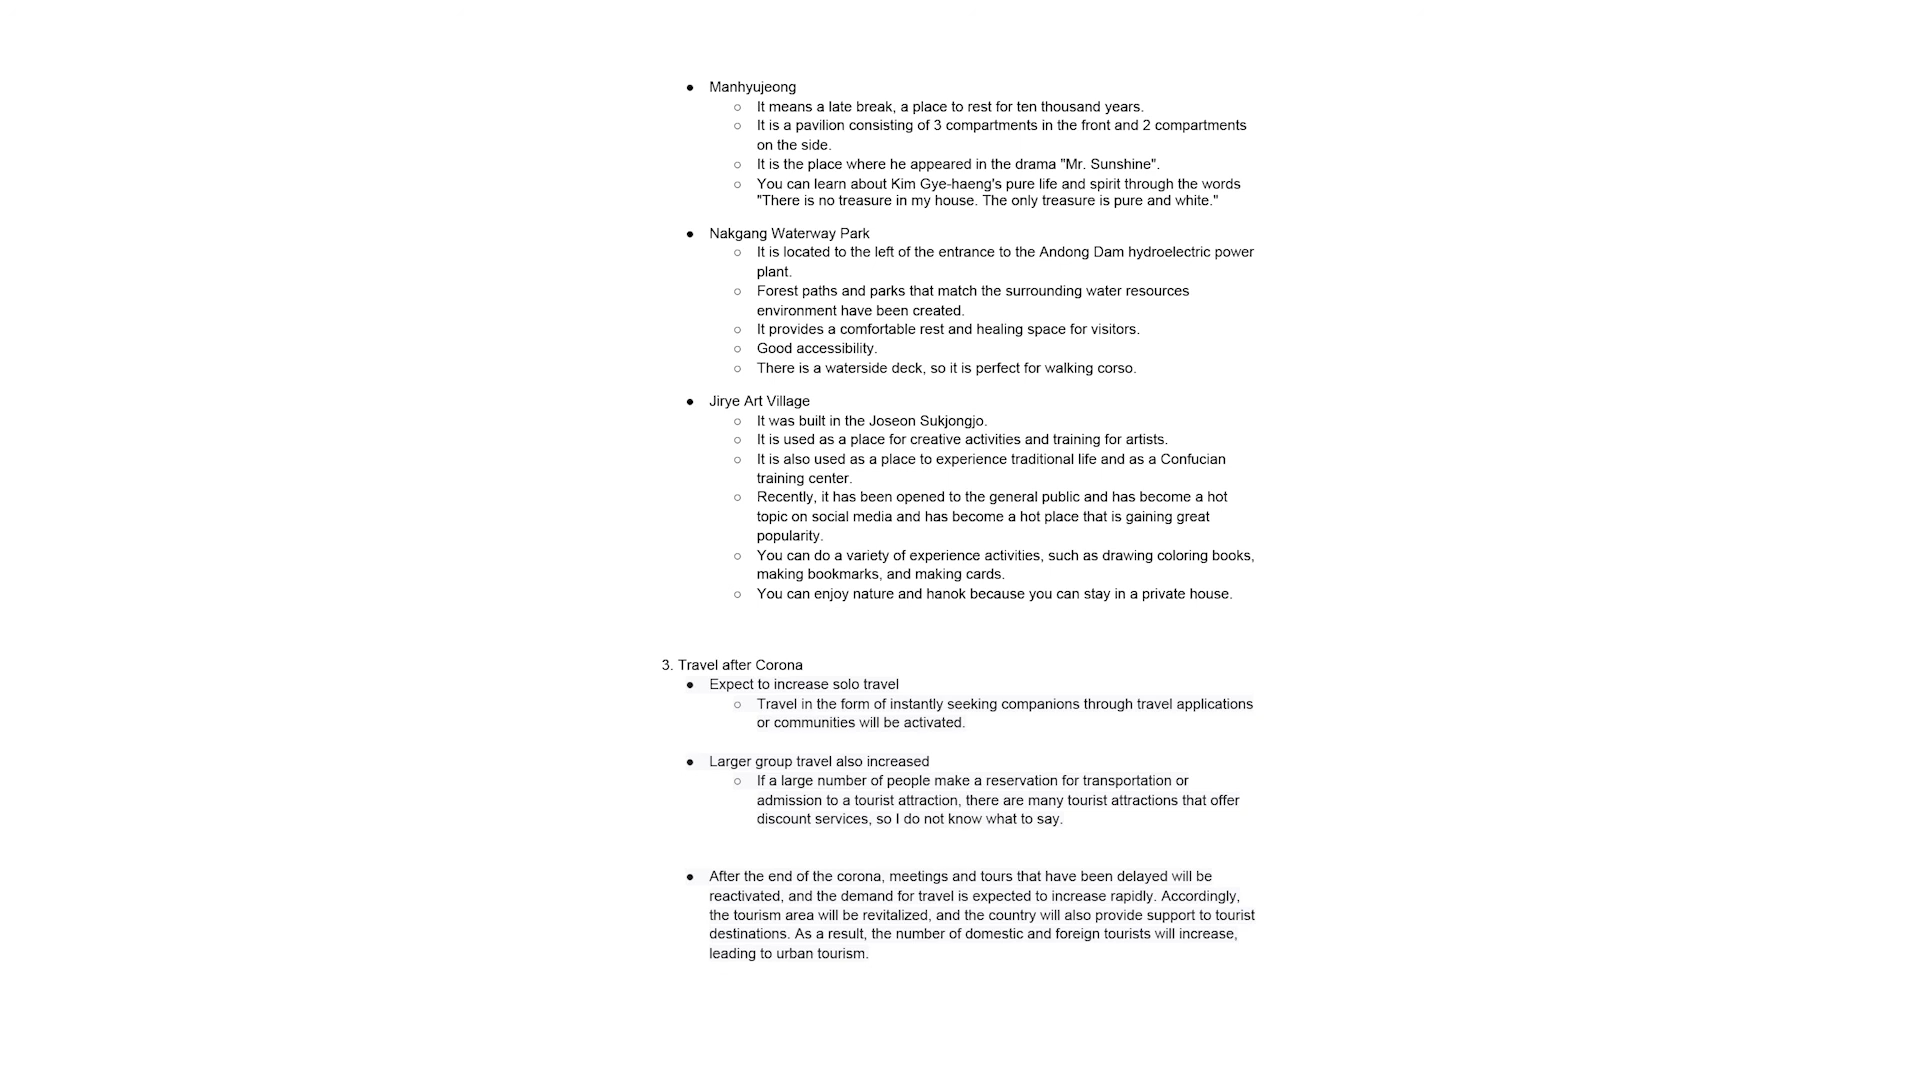 ● Manhyujeong
○ It means a late break, a place to rest for ten thousand years.
○ It is a pavilion consisting of 3 compartments in the front and 2 compartments
on the side.
○ It is the place where he appeared in the drama "Mr. Sunshine".
○ You can learn about Kim Gye-haeng's pure life and spirit through the words
"There is no treasure in my house. The only treasure is pure and white."
● Nakgang Waterway Park
○ It is located to the left of the entrance to the Andong Dam hydroelectric power
plant.
○ Forest paths and parks that match the surrounding water resources
environment have been created.
○ It provides a comfortable rest and healing space for visitors.
○ Good accessibility.
○ There is a waterside deck, so it is perfect for walking corso.
● Jirye Art Village
○ It was built in the Joseon Sukjongjo.
○ It is used as a place for creative activities and training for artists.
○ It is also used as a place to experience traditional life and as a Confucian
training center.
○ Recently, it has been opened to the general public and has become a hot
topic on social media and has become a hot place that is gaining great
popularity.
○ You can do a variety of experience activities, such as drawing coloring books,
making bookmarks, and making cards.
○ You can enjoy nature and hanok because you can stay in a private house.
3. Travel after Corona
● Expect to increase solo travel
○ Travel in the form of instantly seeking companions through travel applications
or communities will be activated.
● Larger group travel also increased
○ If a large number of people make a reservation for transportation or
admission to a tourist attraction, there are many tourist attractions that offer
discount services, so I do not know what to say.
● After the end of the corona, meetings and tours that have been delayed will be
reactivated, and the demand for travel is expected to increase rapidly. Accordingly,
the tourism area will be revitalized, and the country will also provide support to tourist
destinations. As a result, the number of domestic and foreign tourists will increase,
leading to urban tourism.